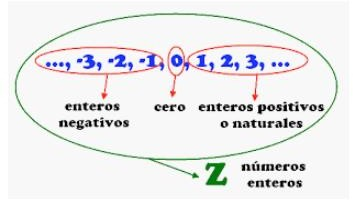 ..., -3, -2, -1, 0, 1, 2, 3, ...
enteros negativos
cero
enteros positivos o naturales
Z
números enteros